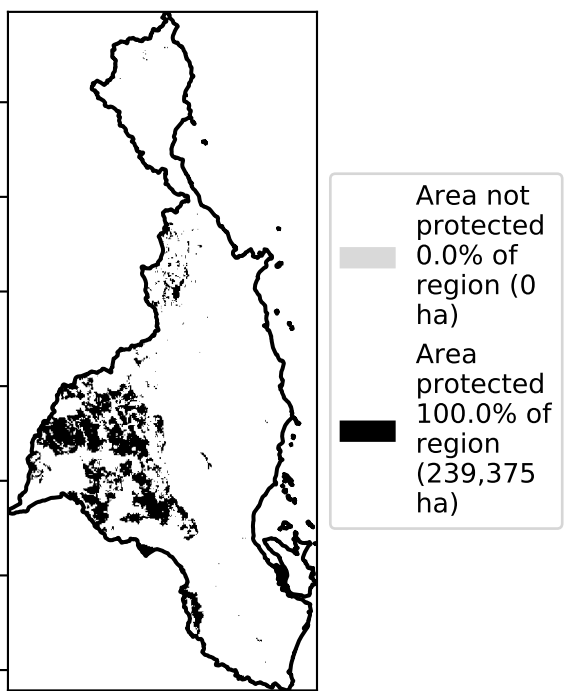 Area not
protected
0.0% of
region (0
ha)
Area
protected
100.0% of
region
(239,375
ha)